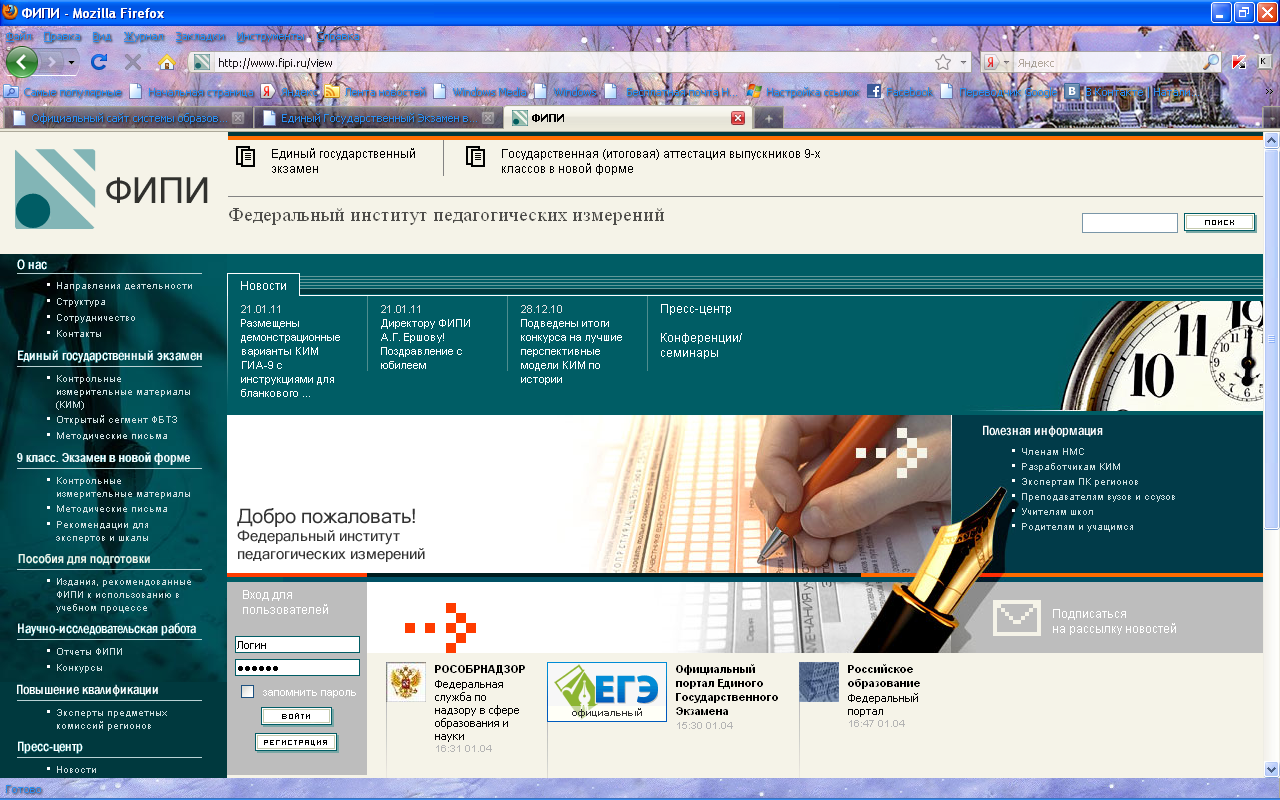 ФИПИ - Mozilla Firefox
Файл Правка Вид Журнал Закладки Инструменты Справка
http://www.fipi.ru/view
Яндекс
Самые популярные Начальная страница Яндекс Лента новостей Windows Media Windows Бесплатная почта H... Настройка ссылок Facebook Переводчик Google В Контакте |
Официальный сайт системы образов...
Единый Государственный Экзамен в...
ФИПИ
ФИПИ
Единый государственный
экзамен
Государственная (итоговая) аттестация выпускников 9-х
классов в новой форме
Федеральный институт педагогических измерений
поиск
О нас
Направления деятельности
Структура
Сотрудничество
Контакты
Единый государственный экзамен
Контрольные
измерительные материалы
(КИМ)
Открытый сегмент ФБТЗ
Методические письма
9 класс. Экзамен в новой форме
Контрольные
измерительные материалы
Методические письма
Рекомендации для
экспертов и шкалы
Пособия для подготовки
Издания, рекомендованные
ФИПИ к использованию в
учебном процессе
Научно-исследовательская работа
Отчеты ФИПИ
Конкурсы
Повышение квалификации
Эксперты предметных
комиссий регионов
Пресс-центр
Новости
Новости
21.01.11
Размещены
демонстрационные
варианты КИМ
ГИА-9 с
инструкциями для
бланкового ...
21.01.11
Директору ФИПИ
А.Г. Ершову!
Поздравление с
юбилеем
28.12.10
Подведены итоги
конкурса на лучшие
перспективные
модели КИМ по
истории
Пресс-центр
Конференции/
семинары
12
11
10
Добро пожаловать!
Федеральный институт
педагогических измерений
Полезная информация
Членам НМС
Разработчикам КИМ
Экспертам ПК регионов
Преподавателям вузов и ссузов
Учителям школ
Родителям и учащимся
Вход для
пользователей
Логин
••••••
запомнить пароль
войти
регистрация
Подписаться
на рассылку новостей
РОСОБРНАДЗОР
Федеральная
служба по
надзору в сфере
образования и
науки
16:31 01.04
ЕГЭ
официальный
Официальный
портал Единого
Государственного
Экзамена
15:30 01.04
Российское
образование
Федеральный
портал
16:47 01.04
Готово